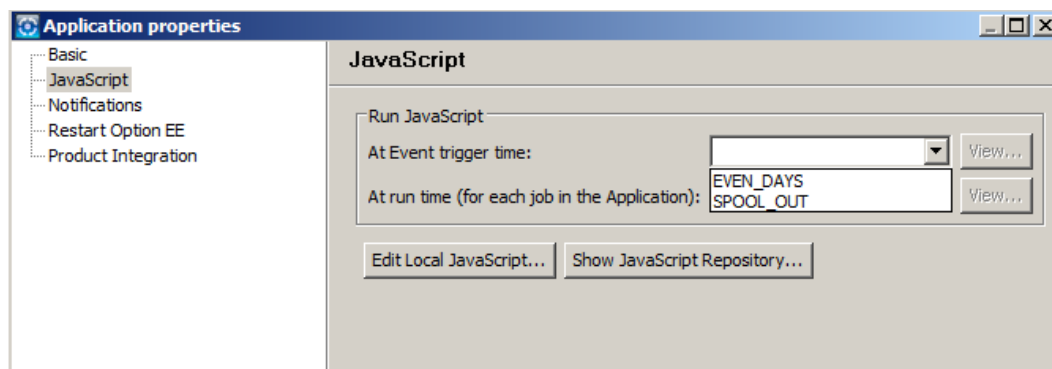 Application properties
Basic
JavaScript
Notifications
Restart Option EE
Product Integration
JavaScript
Run JavaScript
At Event trigger time:
View...
EVEN_DAYS
SPOOL_OUT
At run time (for each job in the Application):
View...
Edit Local JavaScript...
Show JavaScript Repository...